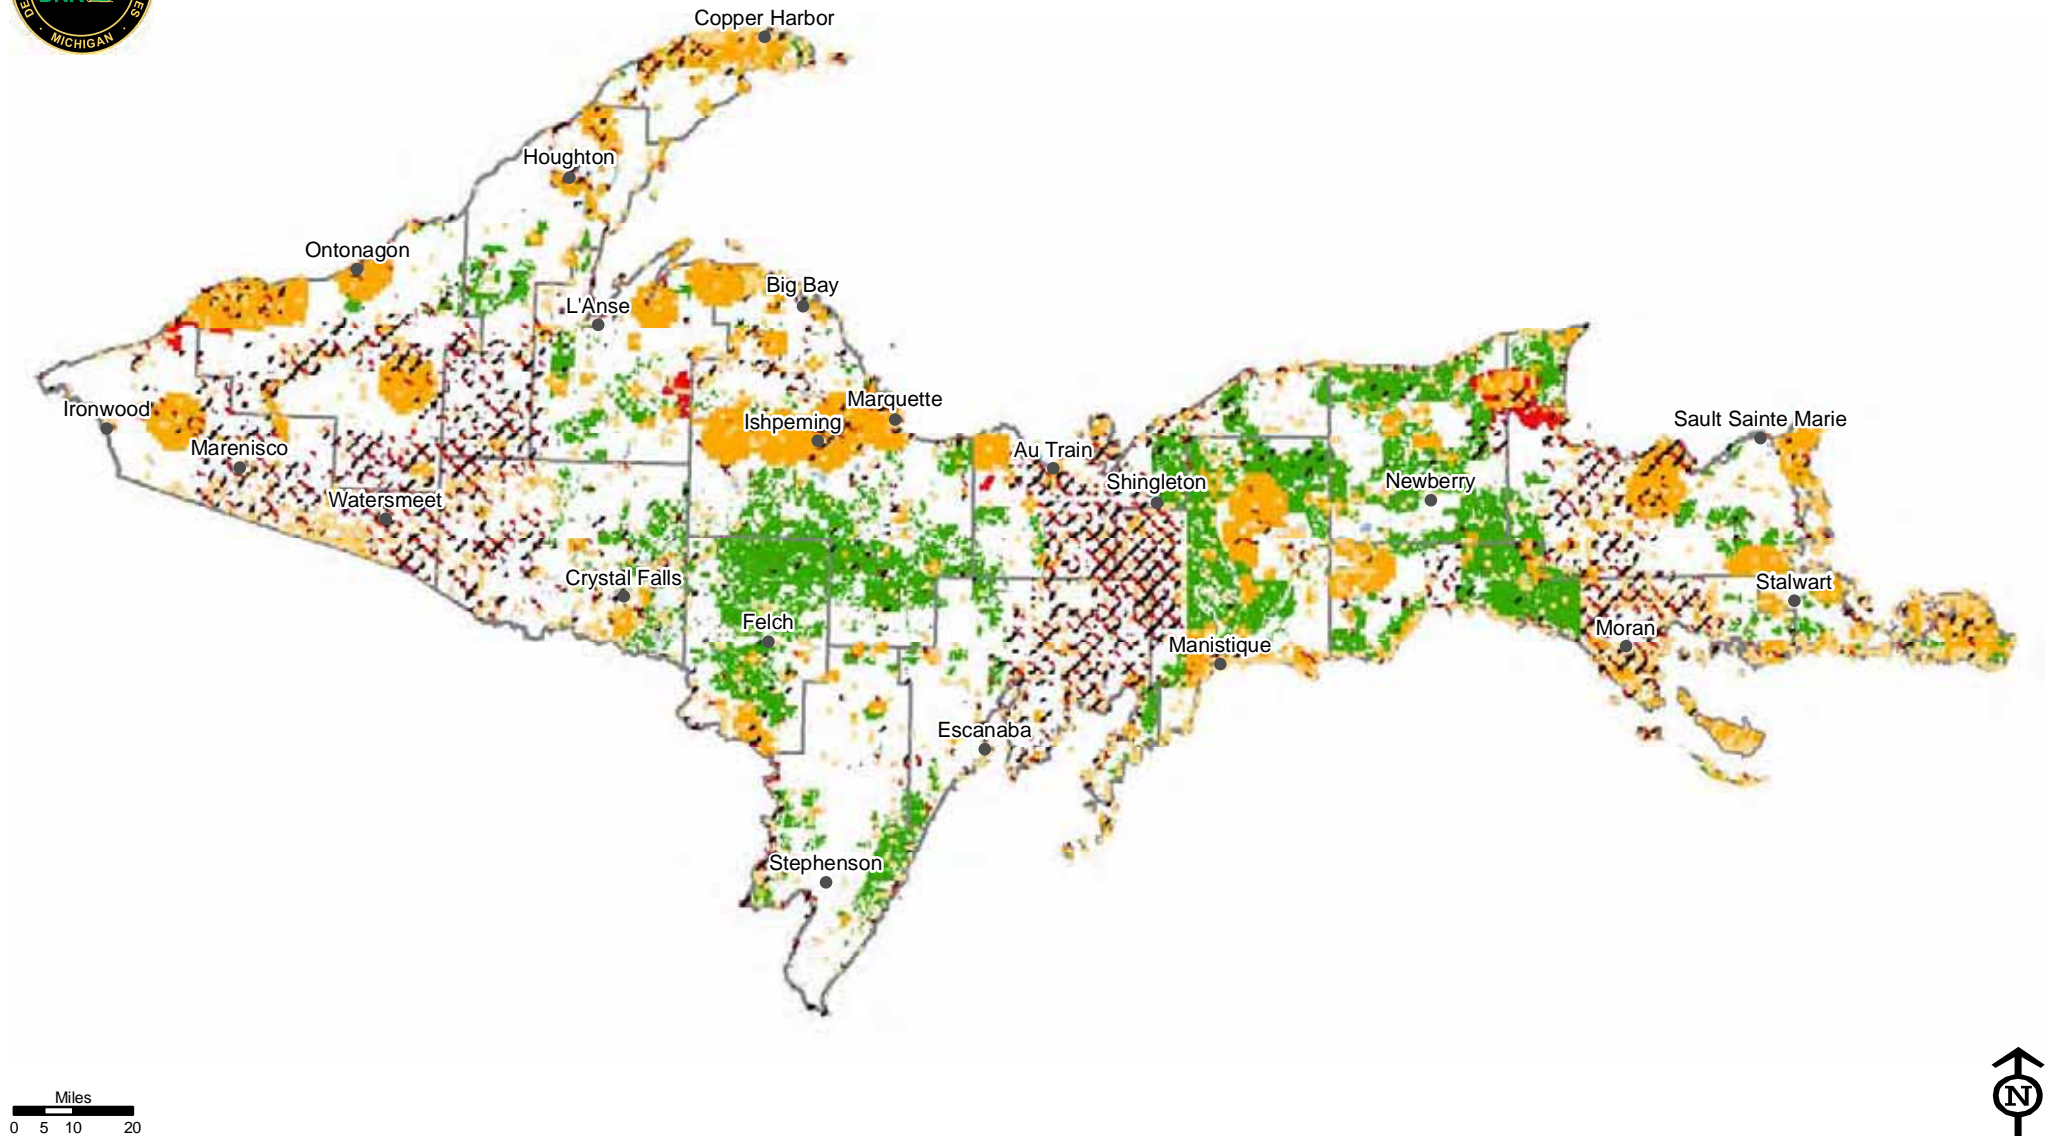 MICHIGAN
Copper Harbor
Houghton
Ontonagon
Big Bay
L'Anse
Marquette
Ironwood
Ishpeming
Sault Sainte Marie
Marenisco
Au Train
Shingleton
Newberry
Watersmeet
Crystal Falls
Stalwart
Felch
Moran
Manistique
Escanaba
Stephenson
Miles
0 5 10 20
N